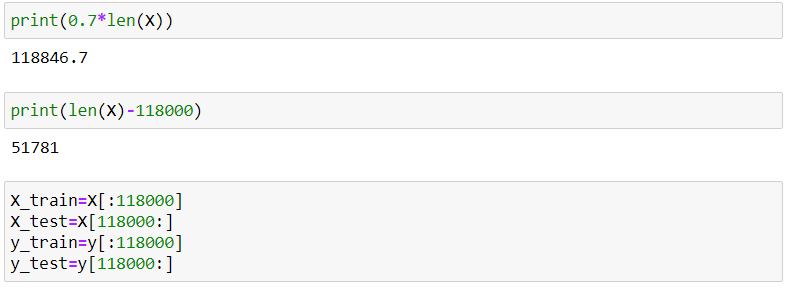 print(0.7*len(X))
118846.7
print(len(X)-118000)
51781
X_train=X[:118000]
X_test=X[118000:]
y_train=y[:118000]
y_test=y[118000:]